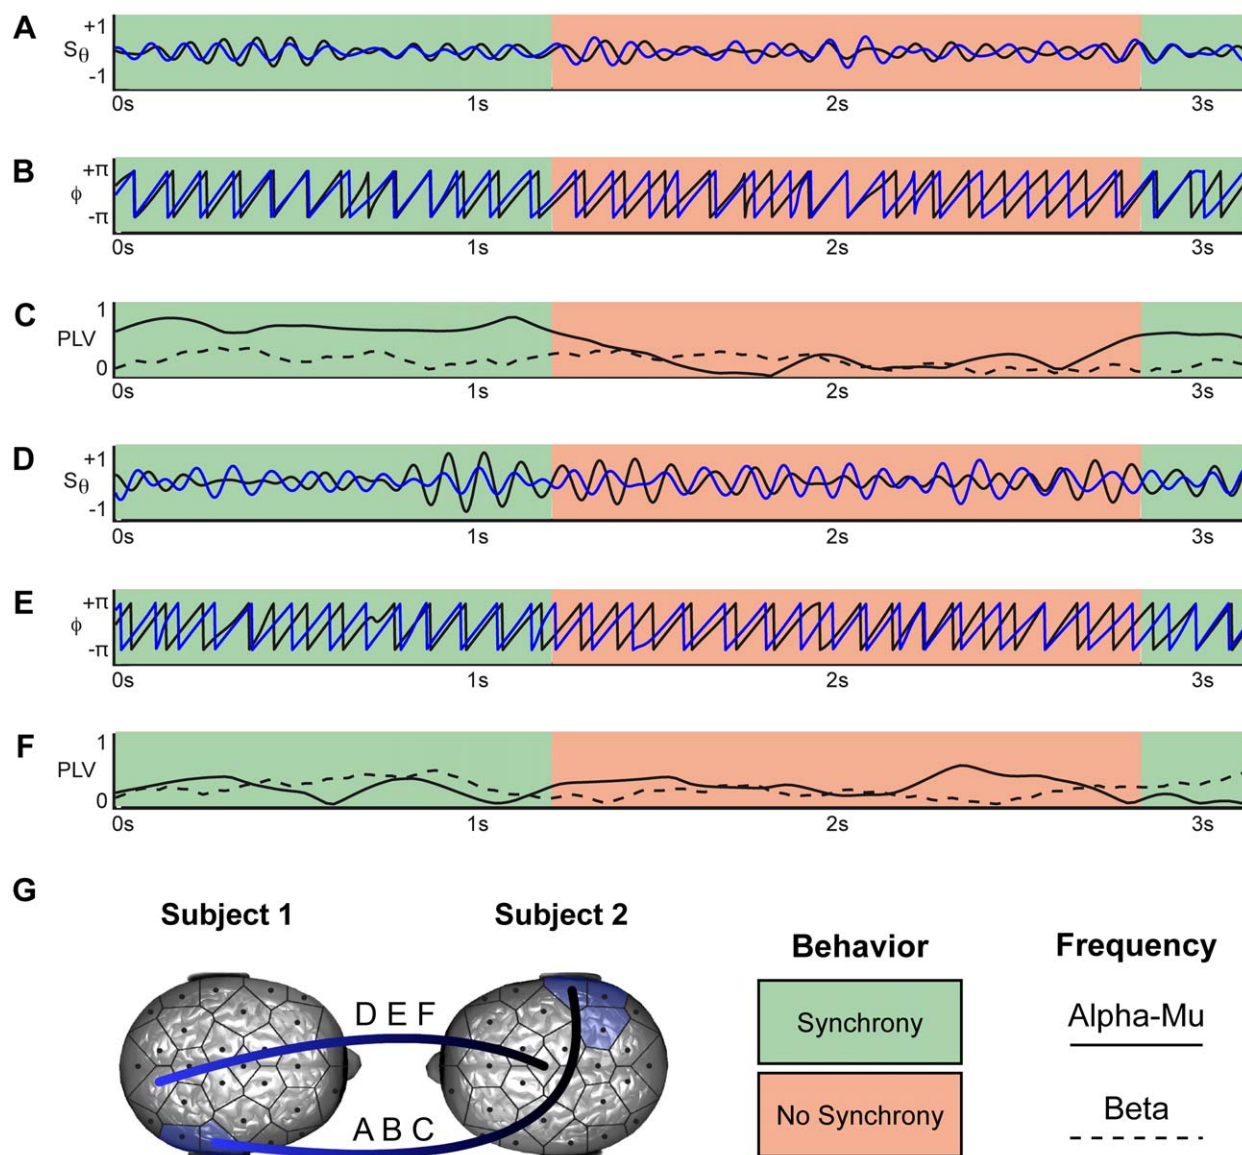 A
+1
Sθ
-1
0s 1s 2s 3s
B
+π
ϕ
-π
0s 1s 2s 3s
C
1
PLV
0
0s 1s 2s 3s
D
+1
Sθ
-1
0s 1s 2s 3s
E
+π
ϕ
-π
0s 1s 2s 3s
F
1
PLV
0
0s 1s 2s 3s
G
Subject 1 Subject 2
D E F
A B C
Behavior
Synchrony
No Synchrony
Frequency
Alpha-Mu
Beta